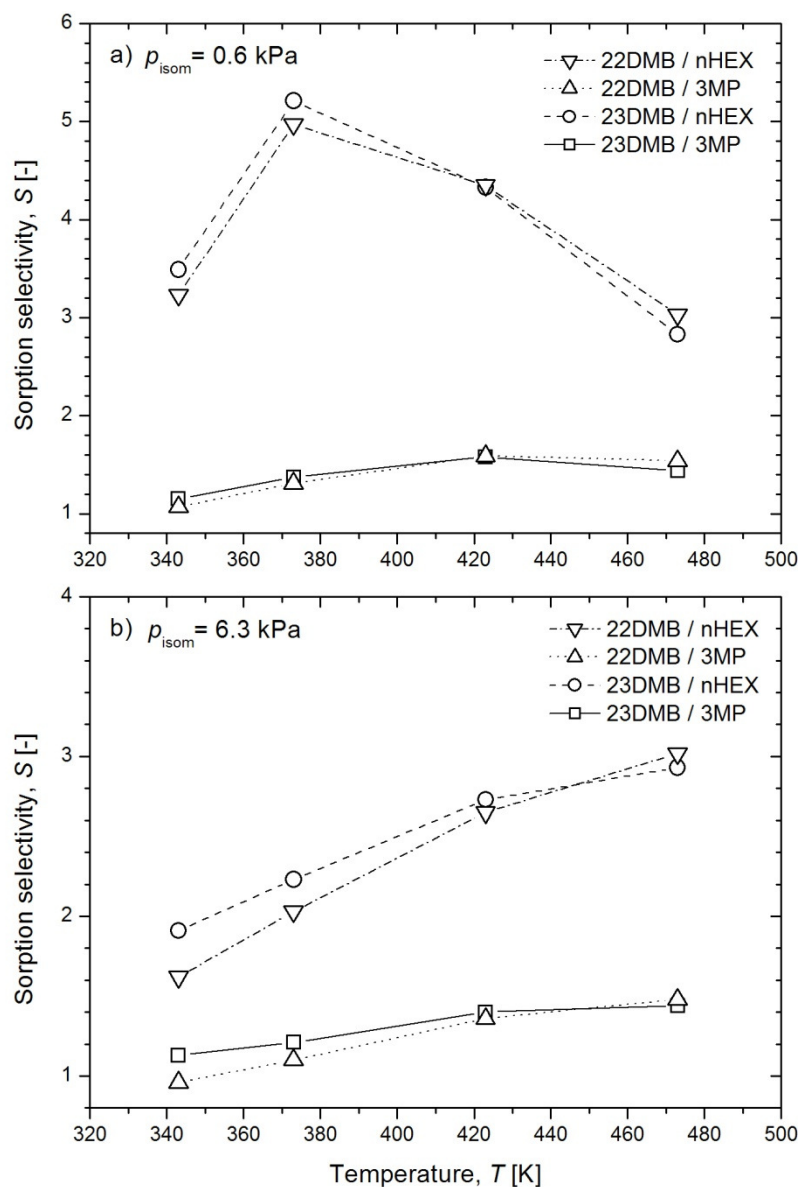 a) p_isom = 0.6 kPa
22DMB / nHEX
22DMB / 3MP
23DMB / nHEX
23DMB / 3MP
Sorption selectivity, S [-]
6
5
4
3
2
1
320 340 360 380 400 420 440 460 480 500
b) p_isom = 6.3 kPa
22DMB / nHEX
22DMB / 3MP
23DMB / nHEX
23DMB / 3MP
Sorption selectivity, S [-]
4
3
2
1
320 340 360 380 400 420 440 460 480 500
Temperature, T [K]